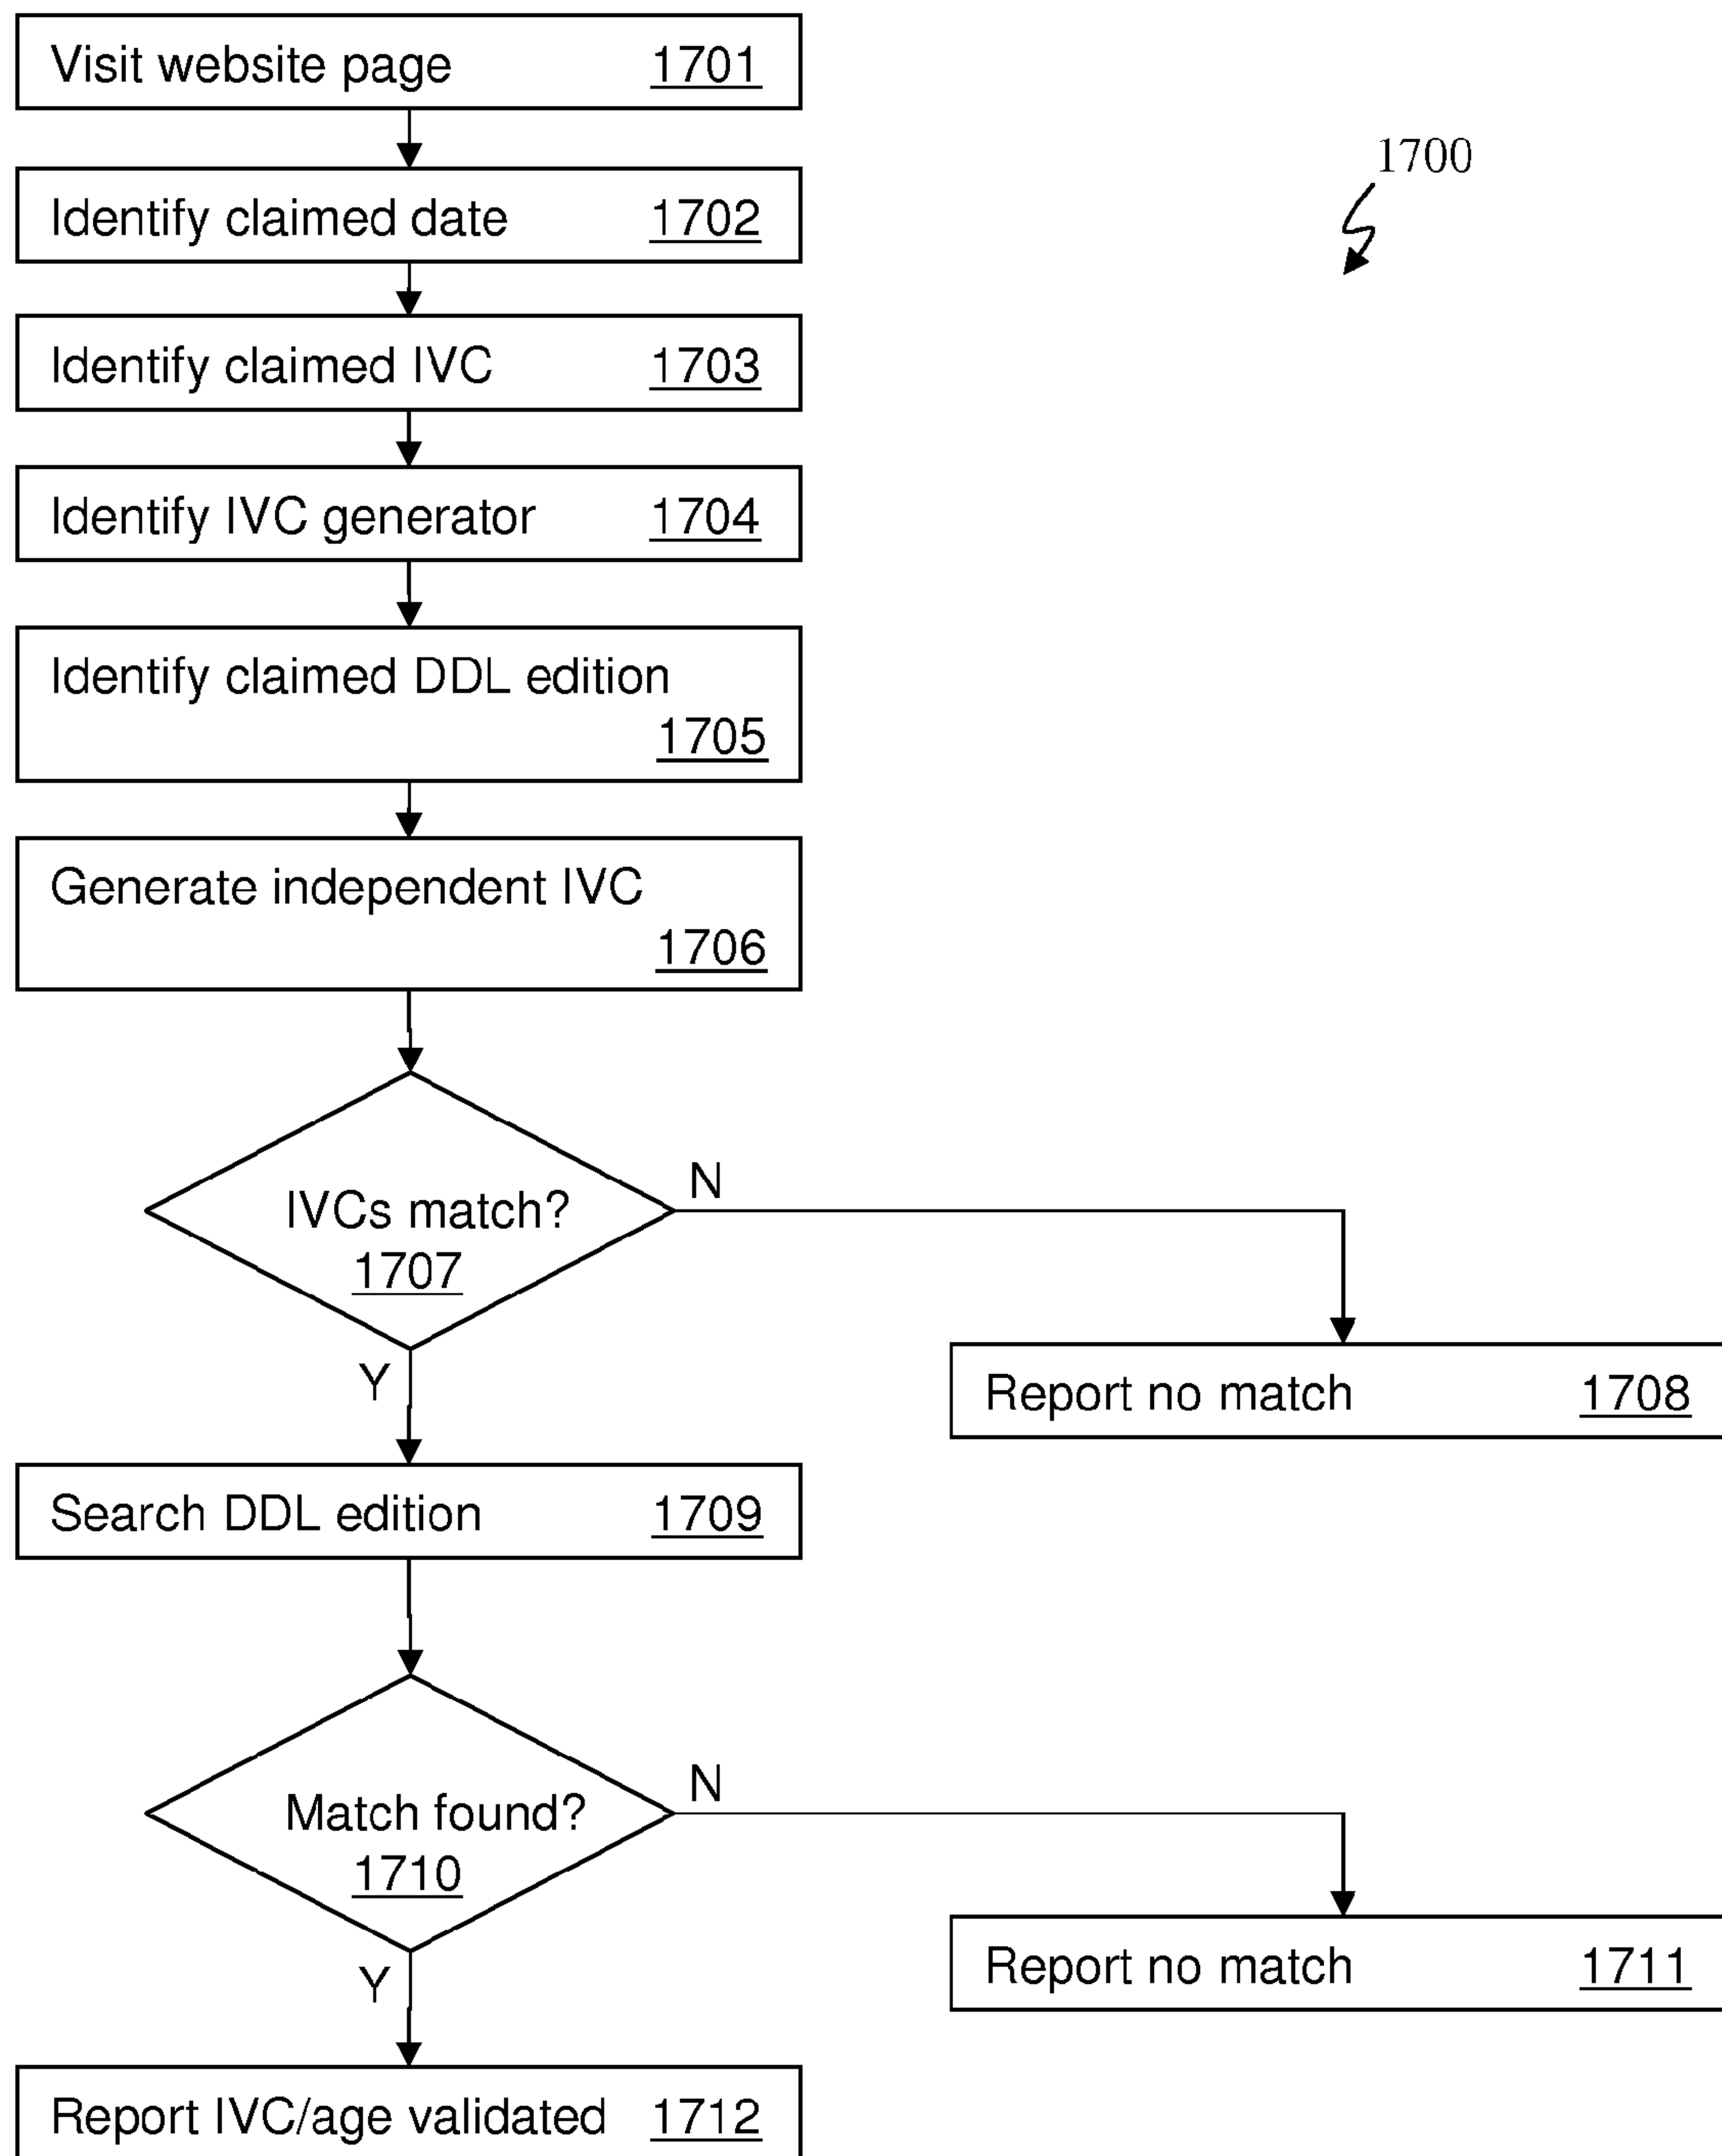 Visit website page 1701
1700
Identify claimed date 1702
Identify claimed IVC 1703
Identify IVC generator 1704
Identify claimed DDL edition
1705
Generate independent IVC
1706
IVCs match?
1707
N
Y
Report no match 1708
Search DDL edition 1709
Match found?
1710
N
Y
Report no match 1711
Report IVC/age validated 1712